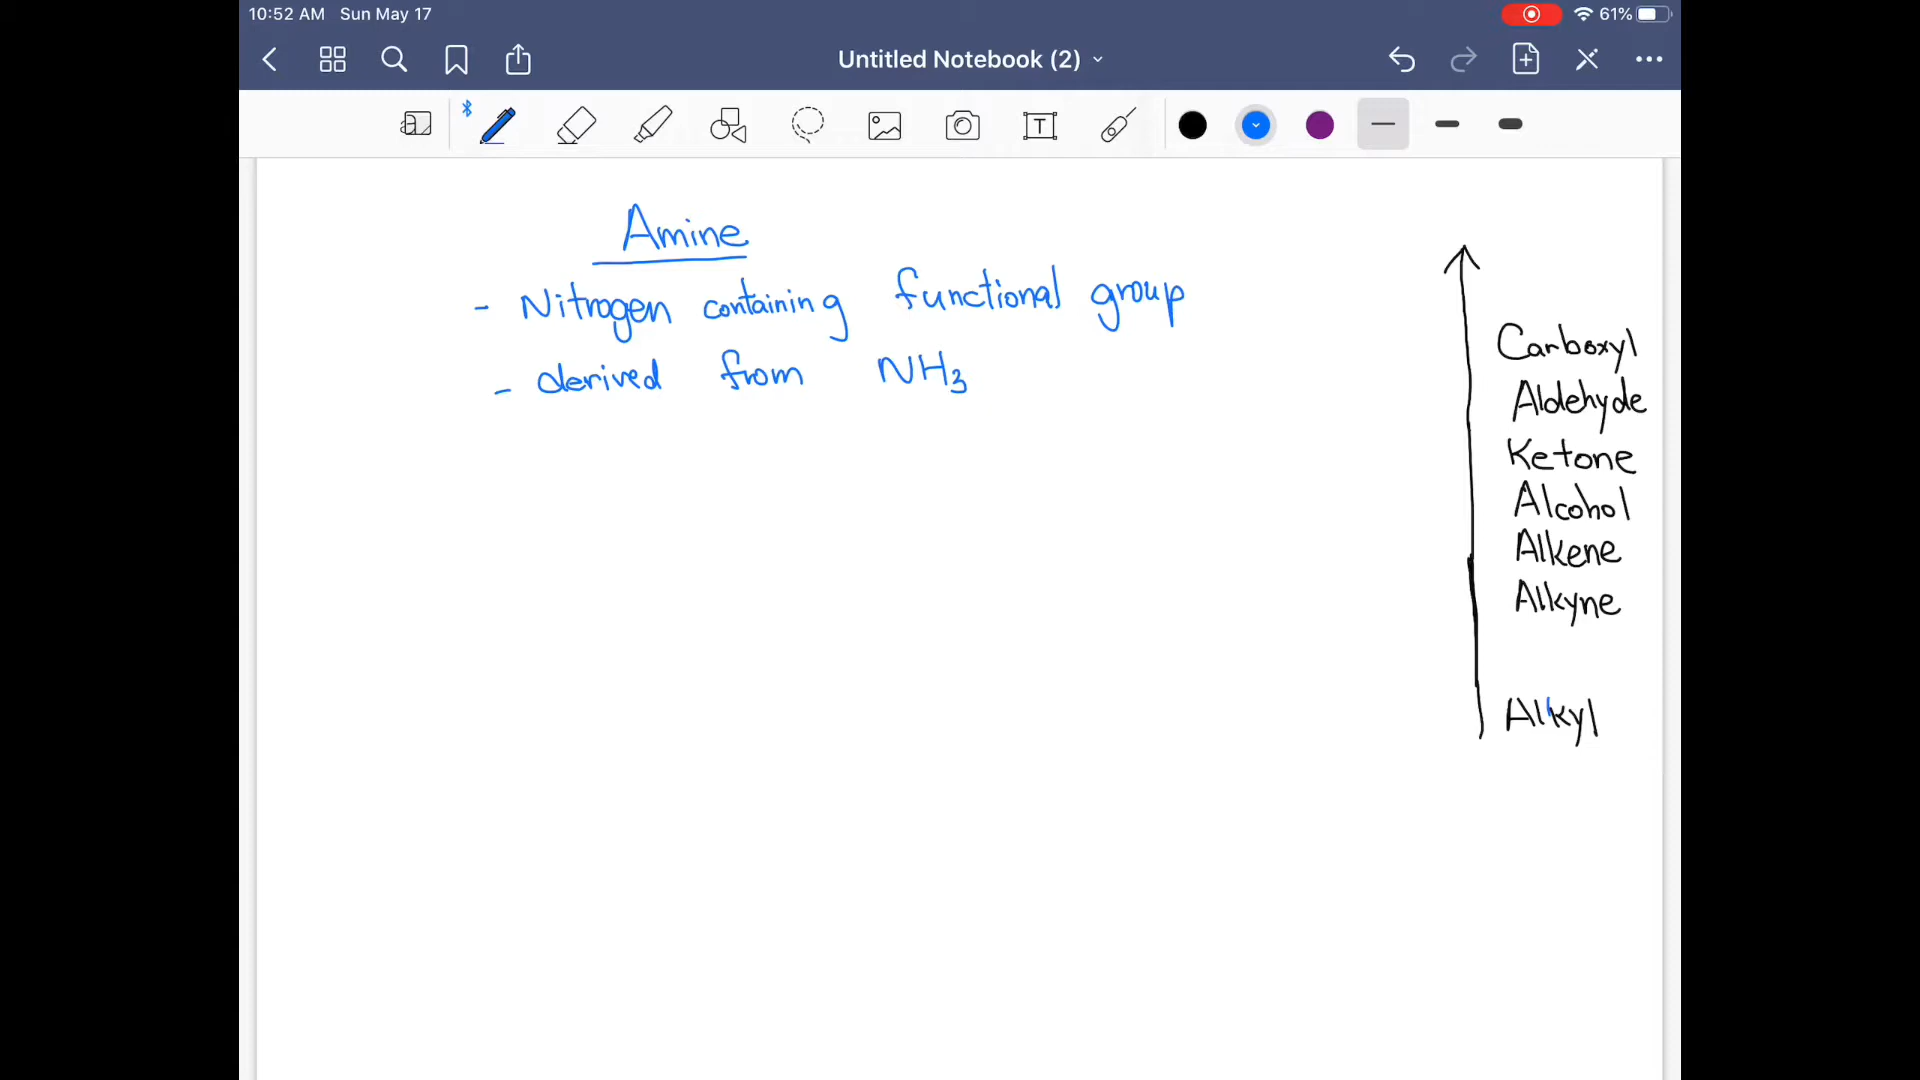 10:52 AM Sun May 17
61%
Untitled Notebook (2)
Amine
- Nitrogen containing functional group
- derived from NH3
Carboxyl
Aldehyde
Ketone
Alcohol
Alkene
Alkyne
Alkyl